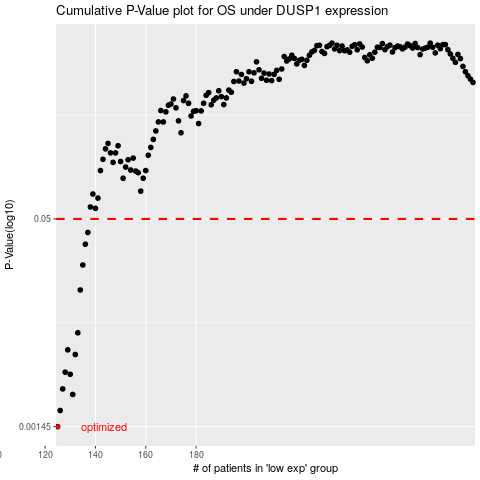 Cumulative P-Value plot for OS under DUSP1 expression
P-Value(log10)
0.05
0.00145
optimized
0 120 140 160 180
# of patients in 'low exp' group